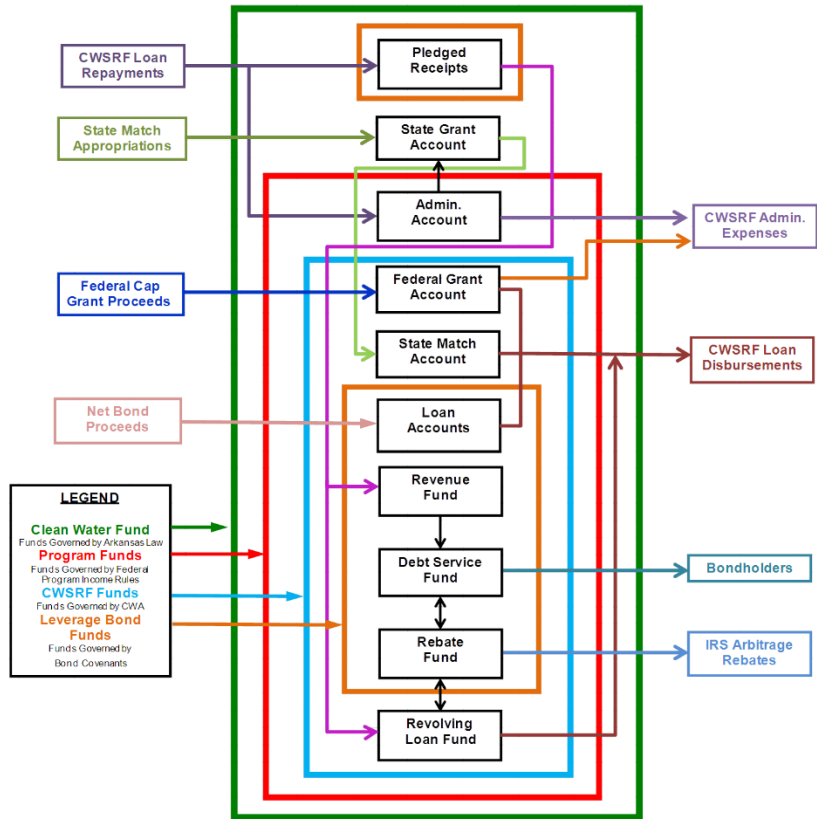 CWSRF Loan
Repayments
Pledged
Receipts
State Match
Appropriations
State Grant
Account
Admin.
Account
CWSRF Admin.
Expenses
Federal Cap
Grant Proceeds
Federal Grant
Account
State Match
Account
CWSRF Loan
Disbursements
Net Bond
Proceeds
Loan
Accounts
Revenue
Fund
LEGEND
Clean Water Fund
Funds Governed by Arkansas Law
Program Funds
Funds Governed by Federal
Program Income Rules
CWSRF Funds
Funds Governed by CWA
Leverage Bond
Funds
Funds Governed by
Bond Covenants
Debt Service
Fund
Bondholders
Rebate
Fund
IRS Arbitrage
Rebates
Revolving
Loan Fund